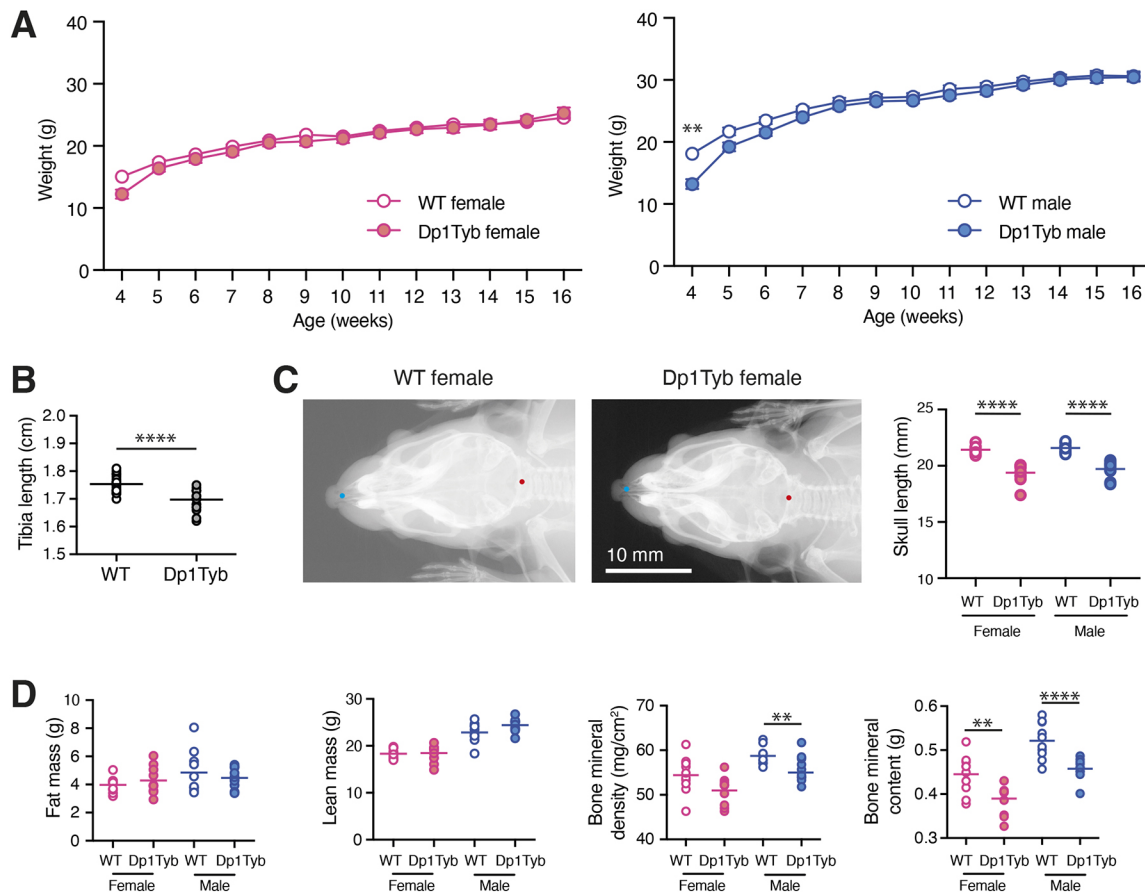 A
40
30
20
10
0
Weight (g)
WT female
Dp1Tyb female
4 5 6 7 8 9 10 11 12 13 14 15 16
Age (weeks)
40
30
20
10
0
Weight (g)
**
WT male
Dp1Tyb male
4 5 6 7 8 9 10 11 12 13 14 15 16
Age (weeks)
B
2.0
1.9
1.8
1.7
1.6
1.5
Tibia length (cm)
****
WT Dp1Tyb
C
WT female
Dp1Tyb female
10 mm
25
20
15
10
Skull length (mm)
**** ****
WT Dp1Tyb WT Dp1Tyb
Female Male
D
10
8
6
4
2
0
Fat mass (g)
WT Dp1Tyb WT Dp1Tyb
Female Male
30
20
10
0
Lean mass (g)
WT Dp1Tyb WT Dp1Tyb
Female Male
70
60
50
40
Bone mineral
density (mg/cm²)
**
WT Dp1Tyb WT Dp1Tyb
Female Male
0.6
0.5
0.4
0.3
Bone mineral
content (g)
** ****
WT Dp1Tyb WT Dp1Tyb
Female Male